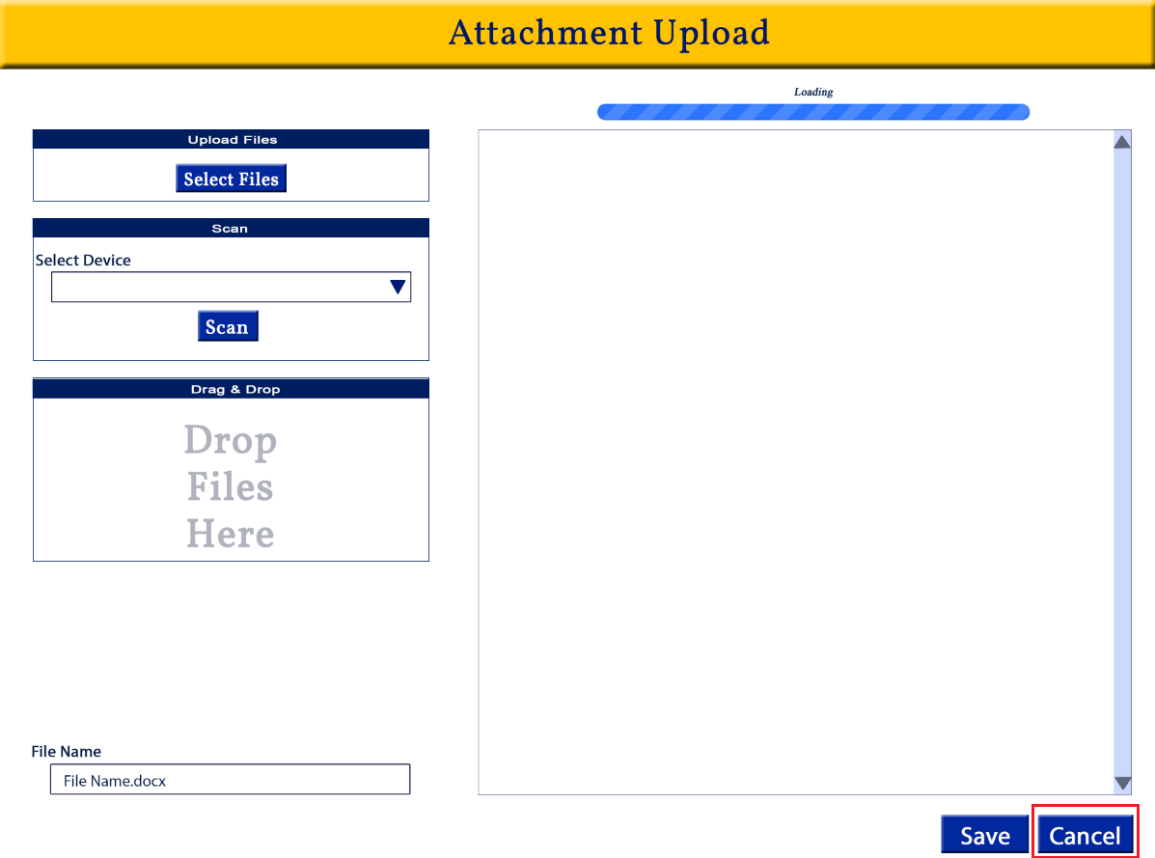 Attachment Upload
Loading
Upload Files
Select Files
Scan
Select Device
Scan
Drag & Drop
Drop
Files
Here
File Name
File Name.docx
Save
Cancel